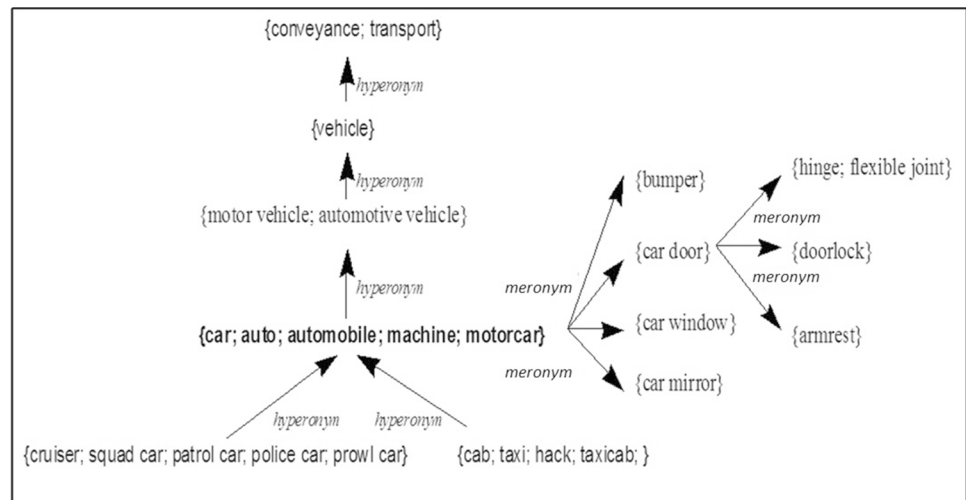 {conveyance; transport}
hyperonym
{vehicle}
hyperonym
{motor vehicle; automotive vehicle}
hyperonym
{car; auto; automobile; machine; motorcar}
hyperonym
hyperonym
{cruiser; squad car; patrol car; police car; prowl car}
{cab; taxi; hack; taxicab; }
meronym
meronym
{bumper}
{car door}
{car window}
{car mirror}
meronym
meronym
{hinge; flexible joint}
{doorlock}
{armrest}